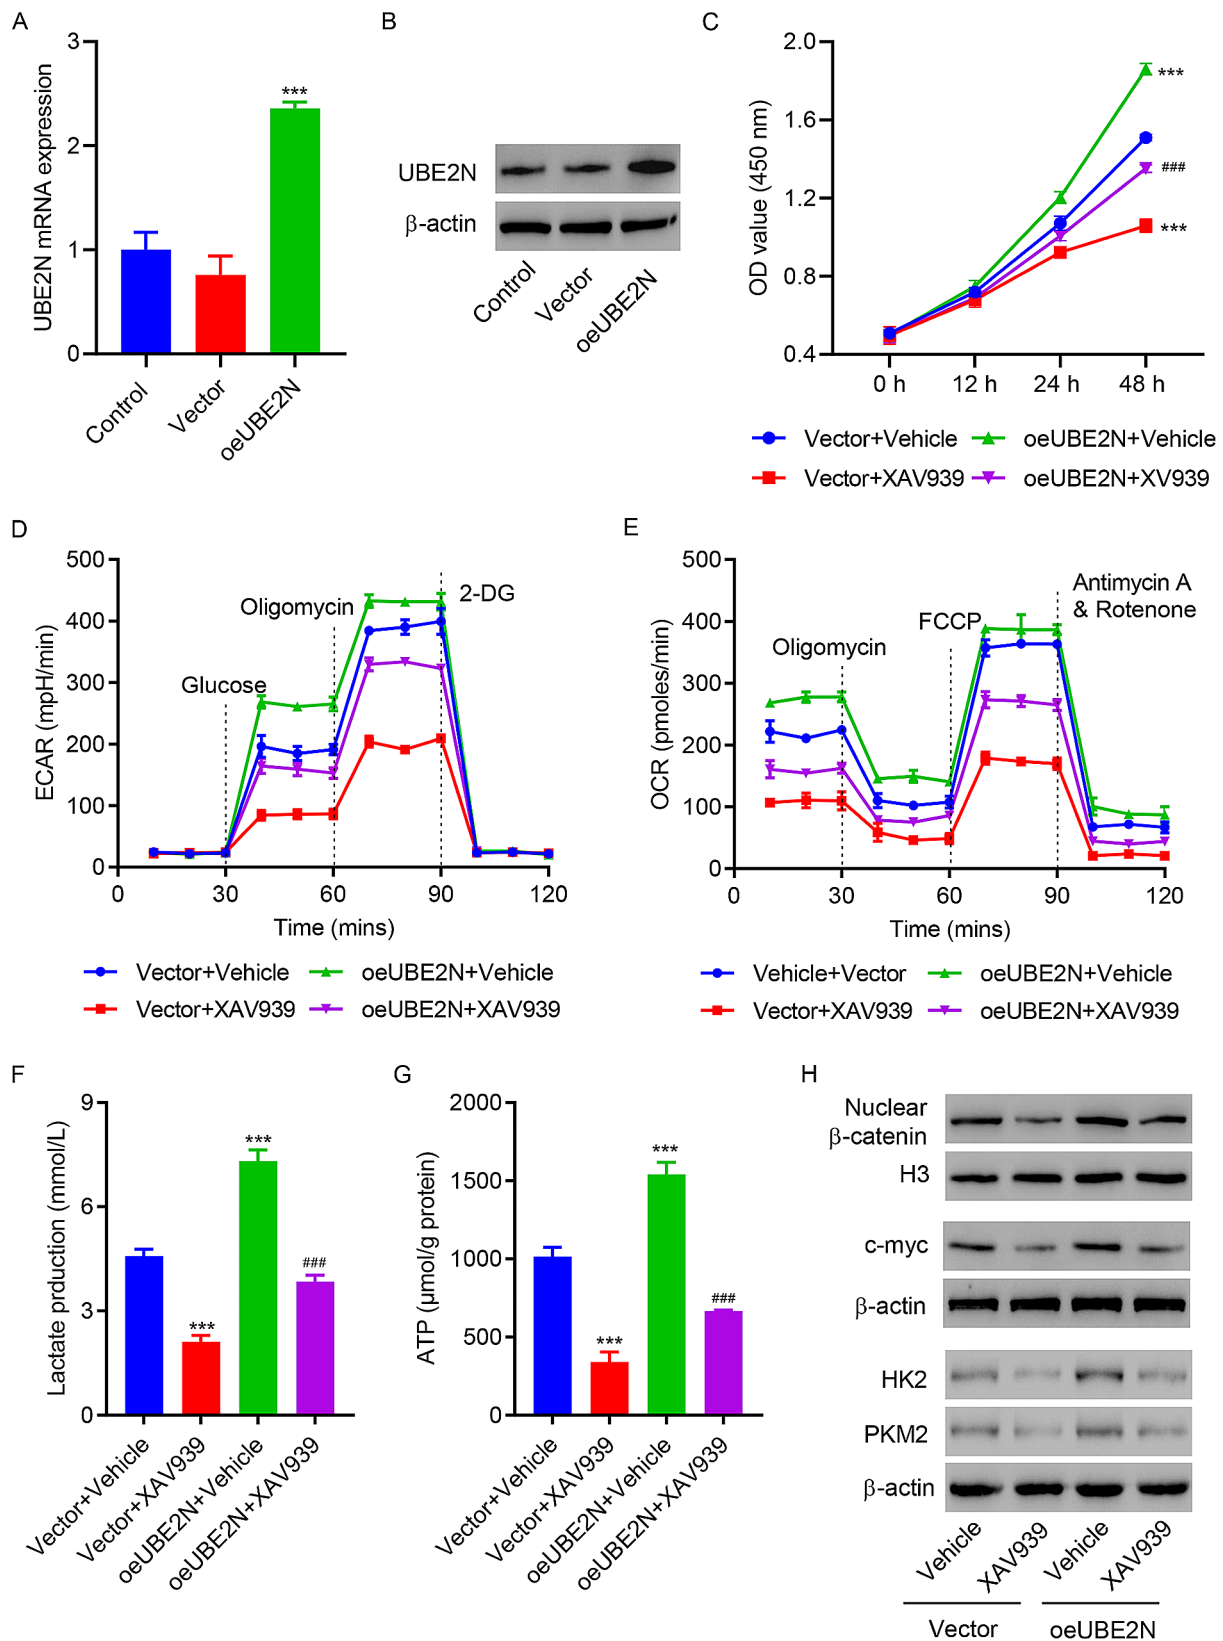 A
3
2
1
0
UBE2N mRNA expression
***
Control
Vector
oeUBE2N
B
UBE2N
β-actin
Control
Vector
oeUBE2N
C
2.0
1.6
1.2
0.8
0.4
OD value (450 nm)
***
###
***
0 h
12 h
24 h
48 h
Vector+Vehicle
oeUBE2N+Vehicle
Vector+XAV939
oeUBE2N+XV939
D
500
400
300
200
100
0
ECAR (mpH/min)
Glucose
Oligomycin
2-DG
0
30
60
90
120
Time (mins)
Vector+Vehicle
oeUBE2N+Vehicle
Vector+XAV939
oeUBE2N+XAV939
E
500
400
300
200
100
0
OCR (pmoles/min)
Oligomycin
FCCP
Antimycin A
& Rotenone
0
30
60
90
120
Time (mins)
Vehicle+Vector
oeUBE2N+Vehicle
Vector+XAV939
oeUBE2N+XAV939
F
9
6
3
0
Lactate prduction (mmol/L)
***
***
###
Vector+Vehicle
Vector+XAV939
oeUBE2N+Vehicle
oeUBE2N+XAV939
G
2000
1500
1000
500
0
ATP (μmol/g protein)
***
***
###
Vector+Vehicle
Vector+XAV939
oeUBE2N+Vehicle
oeUBE2N+XAV939
H
Nuclear
β-catenin
H3
c-myc
β-actin
HK2
PKM2
β-actin
Vehicle
XAV939
Vehicle
XAV939
Vector
oeUBE2N